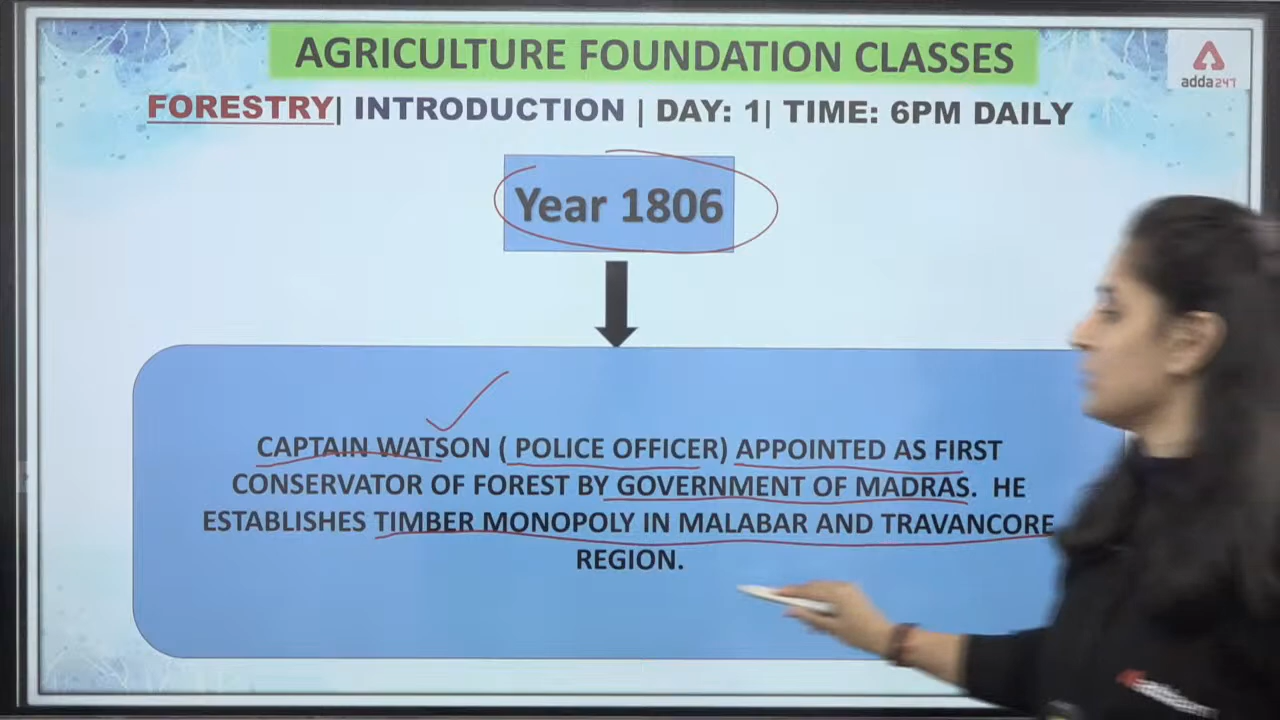 AGRICULTURE FOUNDATION CLASSES
adda247
FORESTRY| INTRODUCTION | DAY: 1| TIME: 6PM DAILY
Year 1806
CAPTAIN WATSON ( POLICE OFFICER) APPOINTED AS FIRST
CONSERVATOR OF FOREST BY GOVERNMENT OF MADRAS. HE
ESTABLISHES TIMBER MONOPOLY IN MALABAR AND TRAVANCORE
REGION.